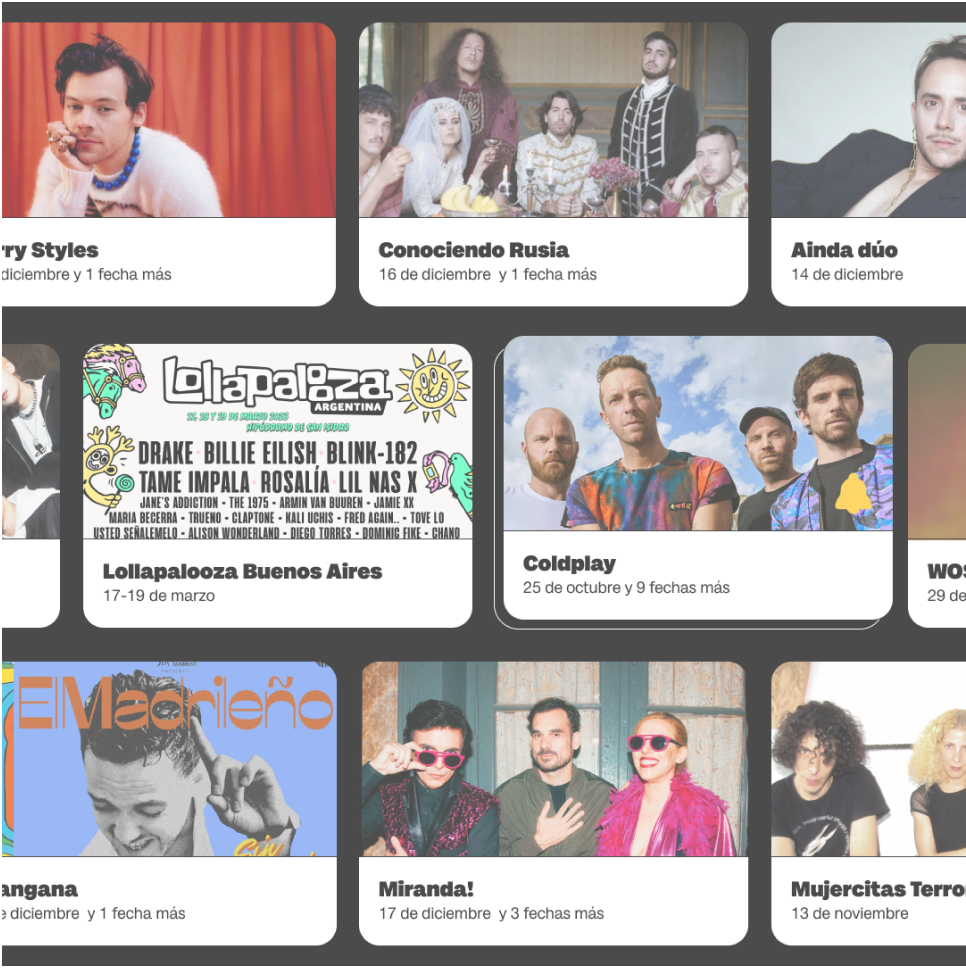 rry Styles
diciembre y 1 fecha más
Conociendo Rusia
16 de diciembre y 1 fecha más
Ainda dúo
14 de diciembre
Lollapalooza
ARGENTINA
17, 18 Y 19 DE MARZO 2023
HIPÓDROMO DE SAN ISIDRO
DRAKE BILLIE EILISH BLINK-182
TAME IMPALA ROSALÍA LIL NAS X
JANE'S ADDICTION - THE 1975 - ARMIN VAN BUUREN - JAMIE XX
MARIA BECERRA - TRUENO - CLAPTONE - KALI UCHIS - FRED AGAIN.. - TOVE LO
USTED SEÑALEMELO - ALISON WONDERLAND - DIEGO TORRES - DOMINIC FIKE - CHANO
Lollapalooza Buenos Aires
17-19 de marzo
Coldplay
25 de octubre y 9 fechas más
WOS
29 de
El Madrileño
angana
e diciembre y 1 fecha más
Miranda!
17 de diciembre y 3 fechas más
Mujercitas Terro
13 de noviembre